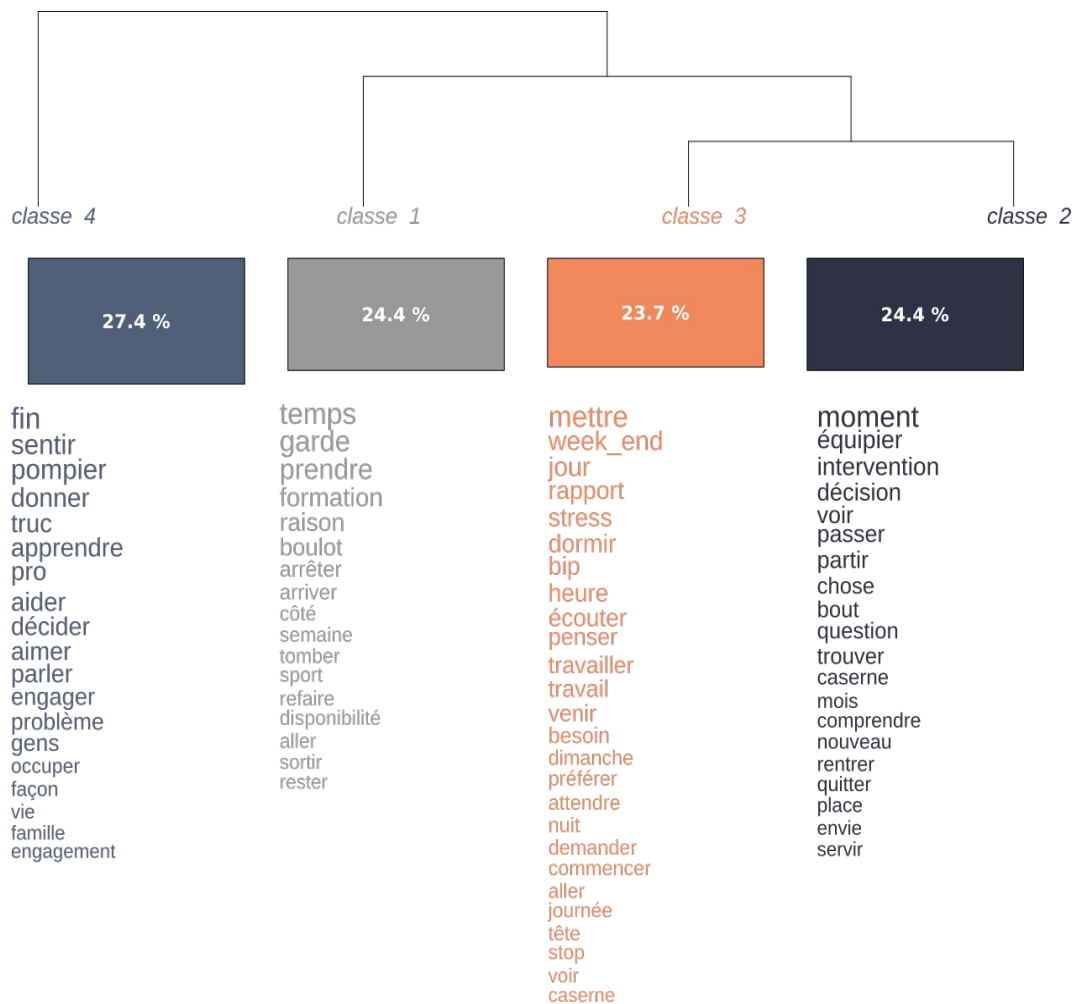 classe 4
classe 1
classe 3
classe 2
27.4 %
24.4 %
23.7 %
24.4 %
fin
sentir
pompier
donner
truc
apprendre
pro
aider
décider
aimer
parler
engager
problème
gens
occuper
façon
vie
famille
engagement
temps
garde
prendre
formation
raison
boulot
arrêter
arriver
côté
semaine
tomber
sport
refaire
disponibilité
aller
sortir
rester
mettre
week_end
jour
rapport
stress
dormir
bip
heure
écouter
penser
travailler
travail
venir
besoin
dimanche
préférer
attendre
nuit
demander
commencer
aller
journée
tête
stop
voir
caserne
moment
équipier
intervention
décision
voir
passer
partir
chose
bout
question
trouver
caserne
mois
comprendre
nouveau
rentrer
quitter
place
envie
servir